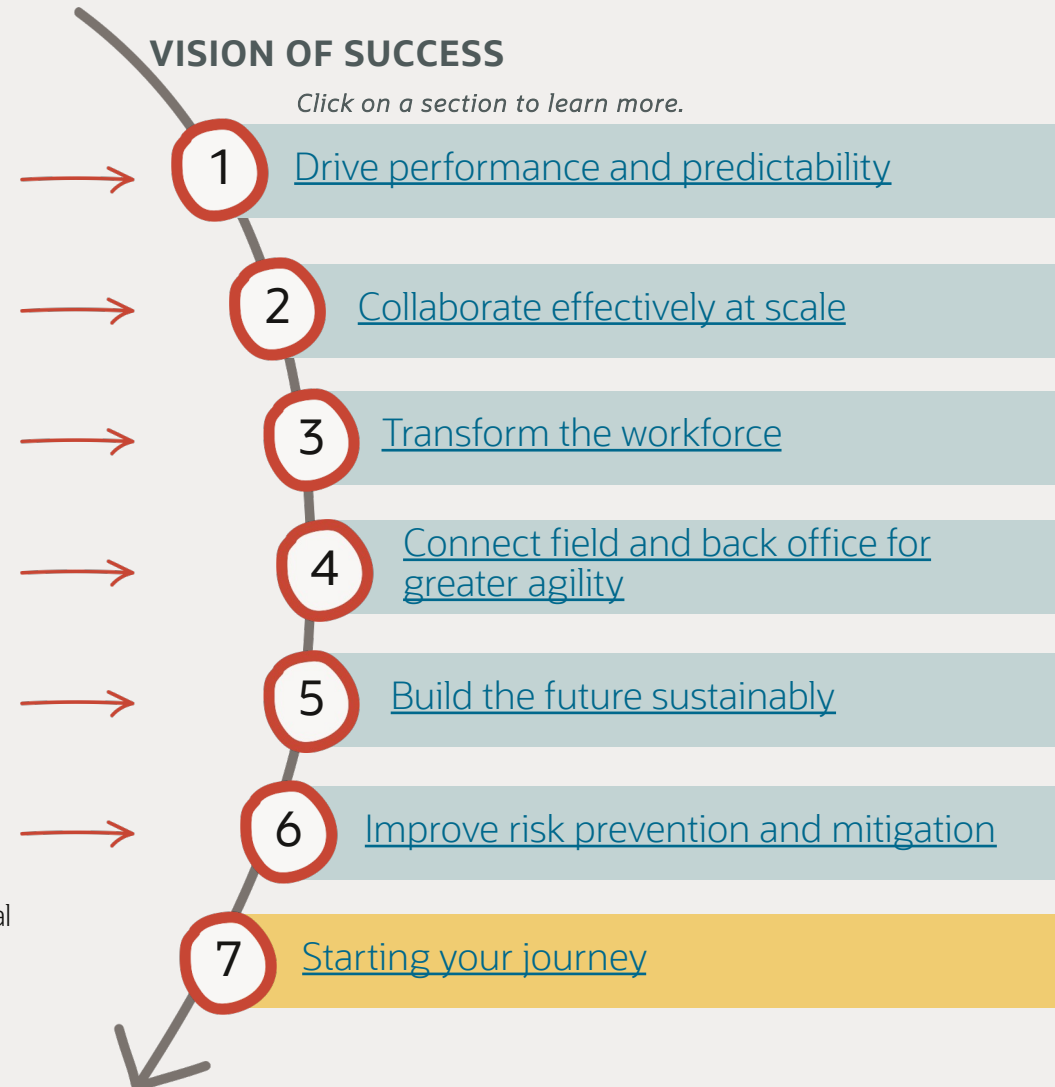 VISION OF SUCCESS
Click on a section to learn more.
1 Drive performance and predictability
2 Collaborate effectively at scale
3 Transform the workforce
4 Connect field and back office for
greater agility
5 Build the future sustainably
6 Improve risk prevention and mitigation
7 Starting your journey